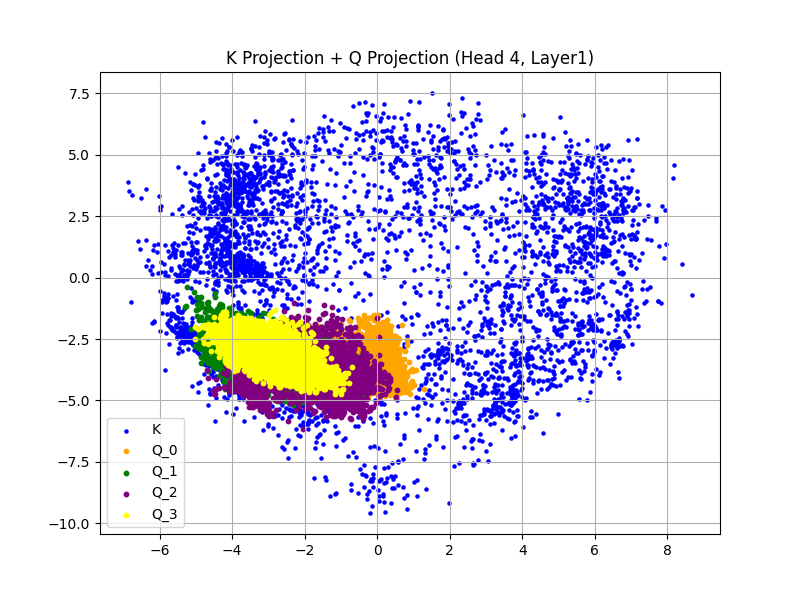 K Projection + Q Projection (Head 4, Layer1)
7.5
5.0
2.5
0.0
−2.5
−5.0
−7.5
−10.0
K
Q_0
Q_1
Q_2
Q_3
−6 −4 −2 0 2 4 6 8